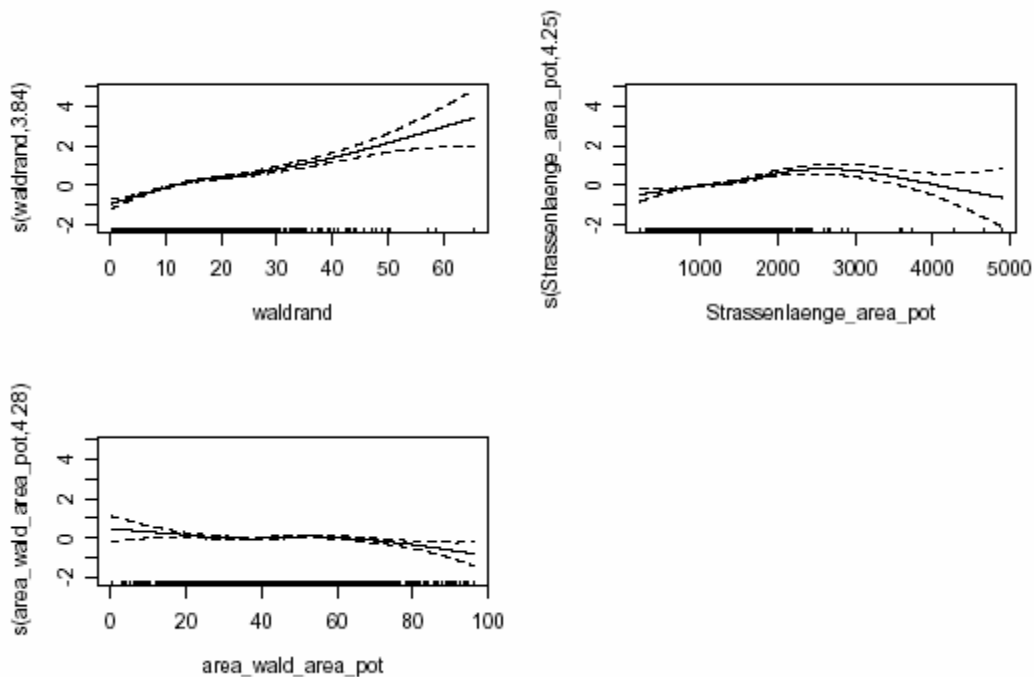 s(waldrand,3.84)
4
2
0
-2
0 10 20 30 40 50 60
waldrand
s(Strassenlaenge_area_pot,4.25)
4
2
0
-2
1000 2000 3000 4000 5000
Strassenlaenge_area_pot
s(area_wald_area_pot,4.28)
4
2
0
-2
0 20 40 60 80 100
area_wald_area_pot